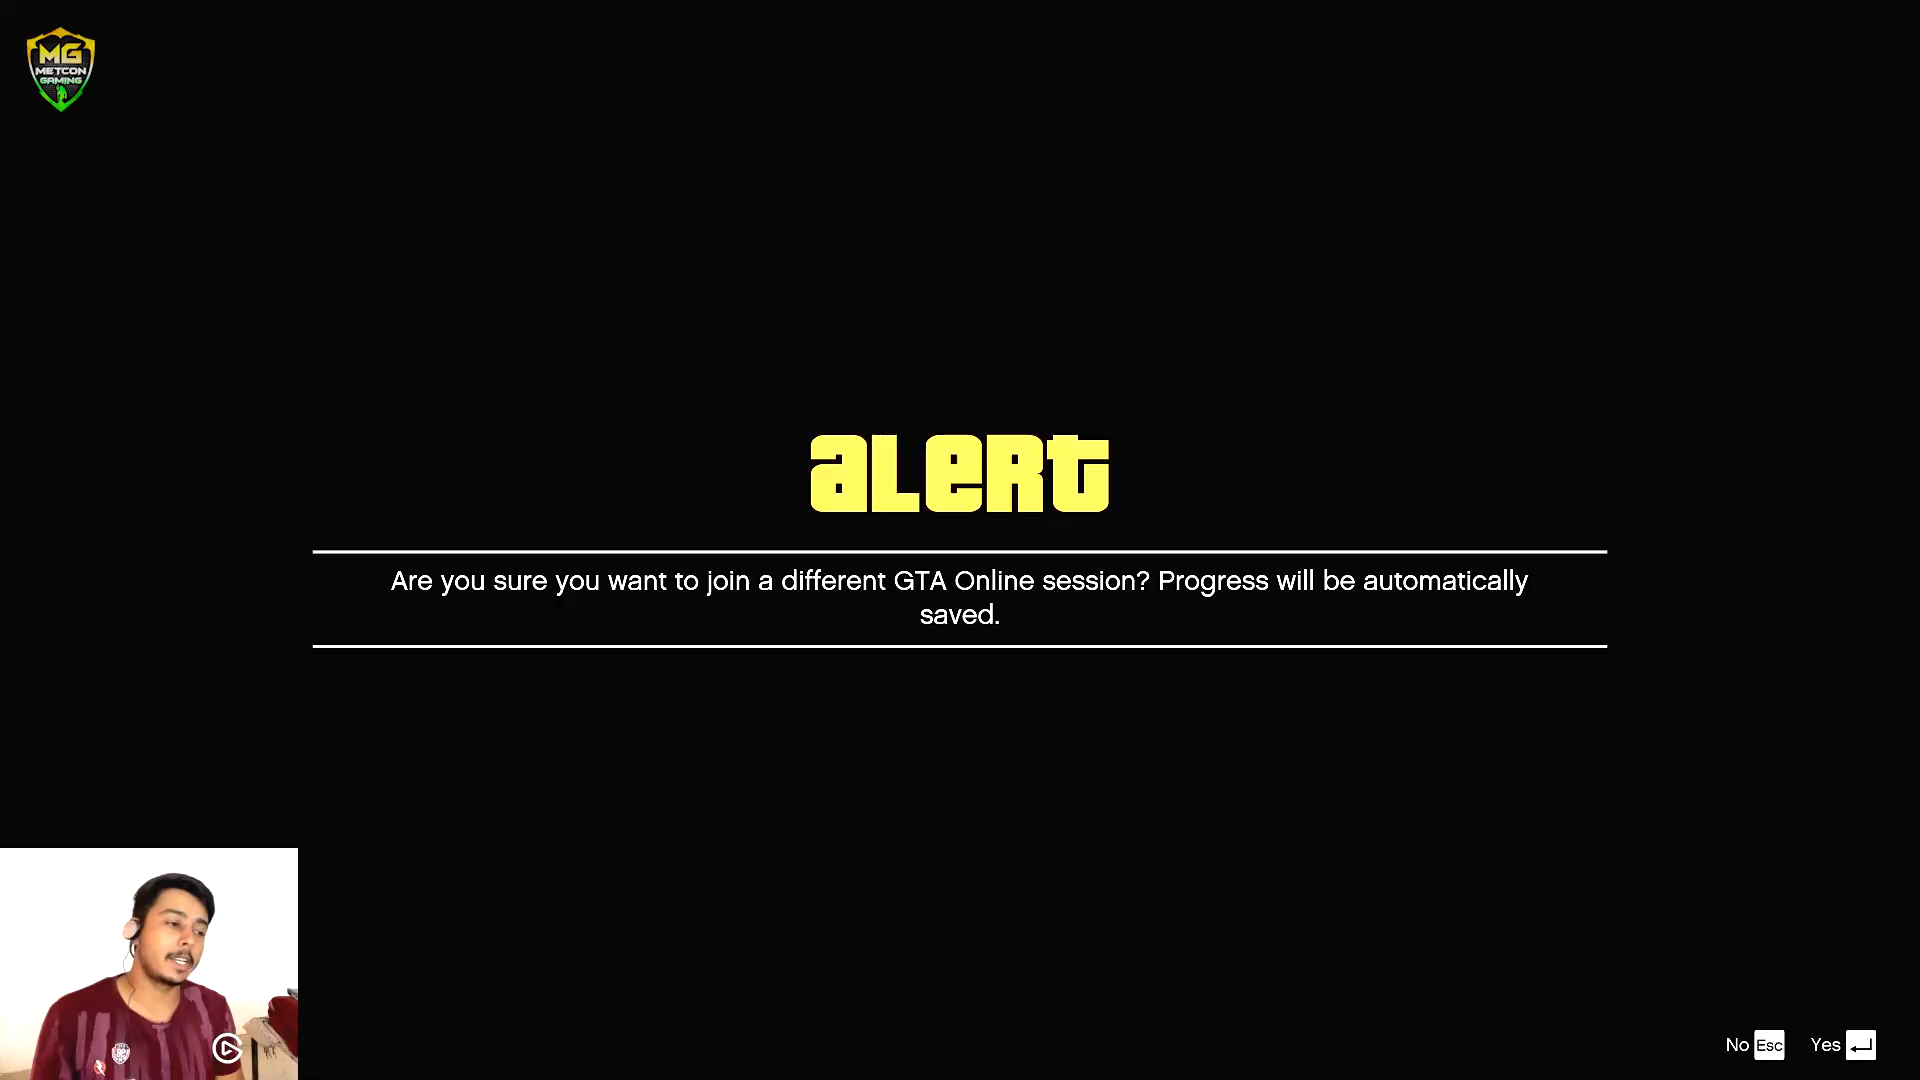 MG
METCON
GAMING
aLeRt
Are you sure you want to join a different GTA Online session? Progress will be automatically
saved.
No Esc Yes